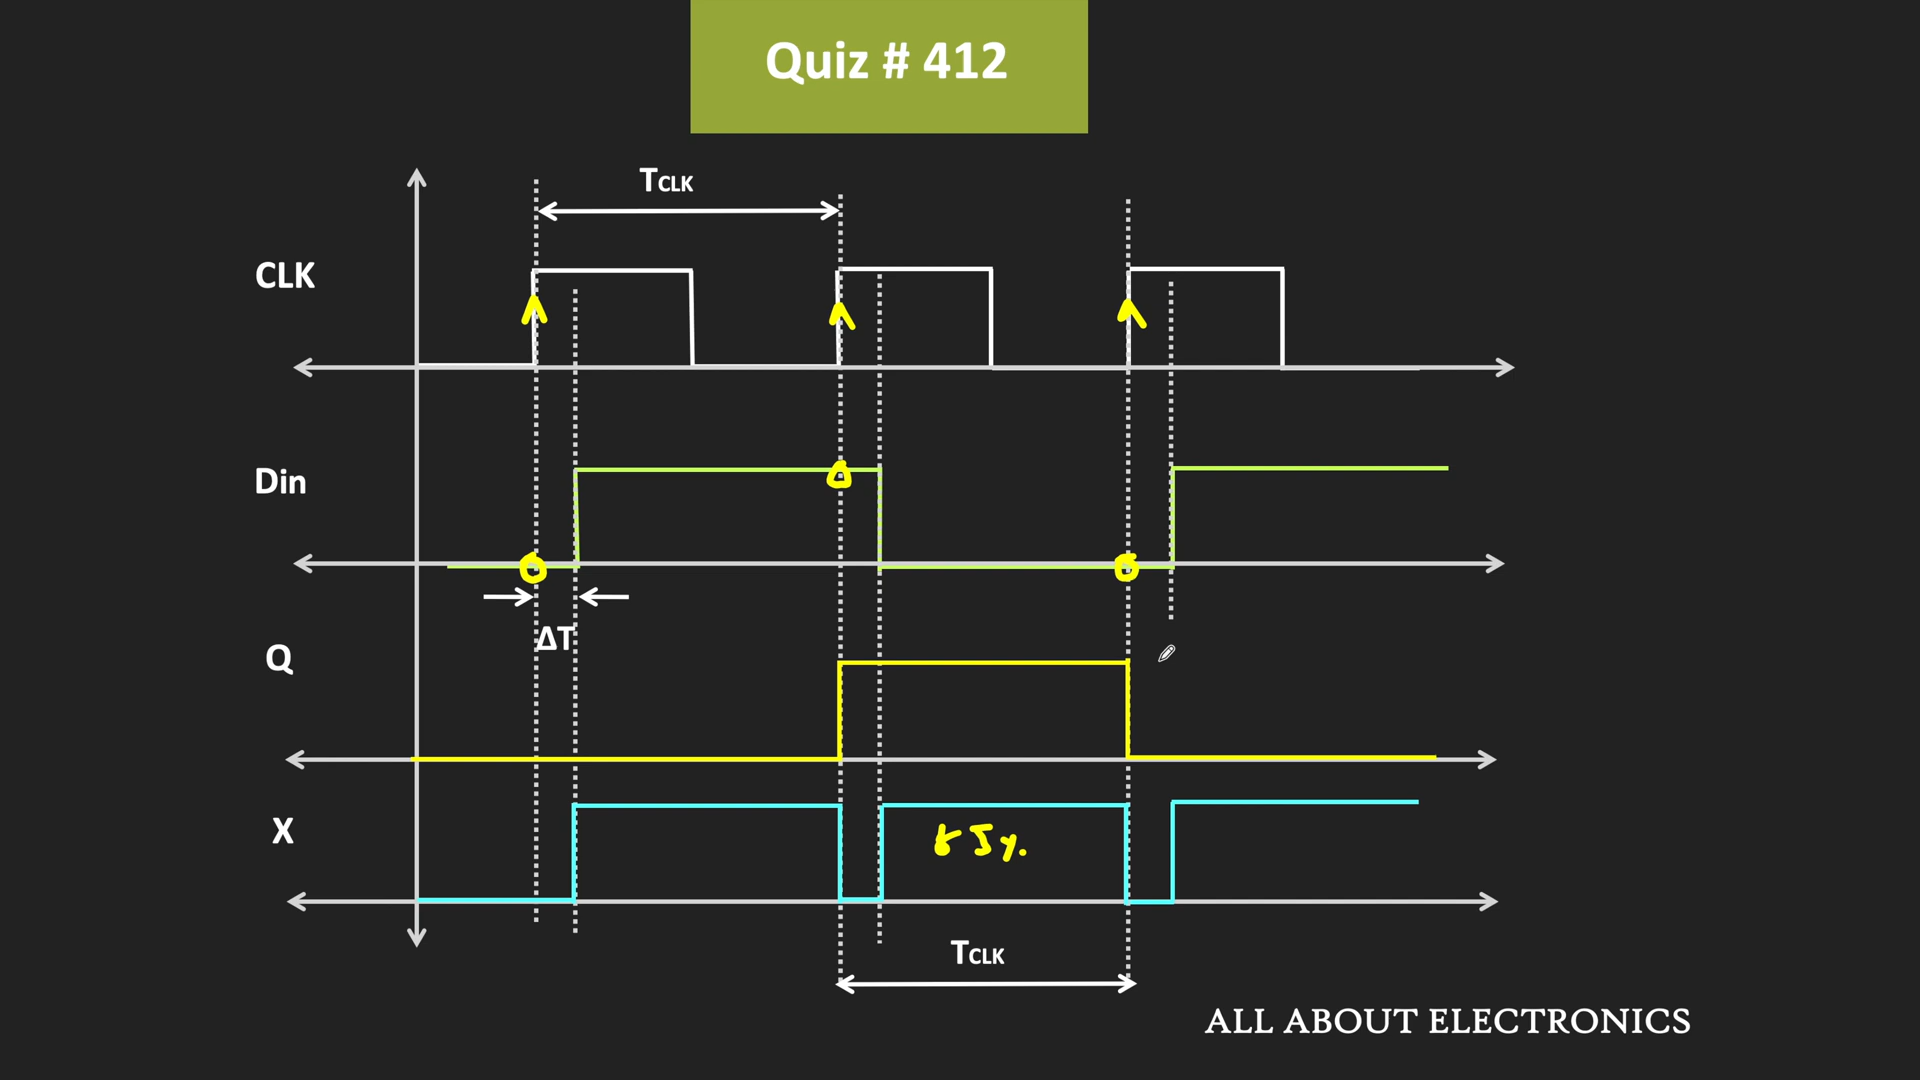 Quiz # 412
TCLK
CLK
Din
ΔT
Q
X
TCLK
ALL ABOUT ELECTRONICS